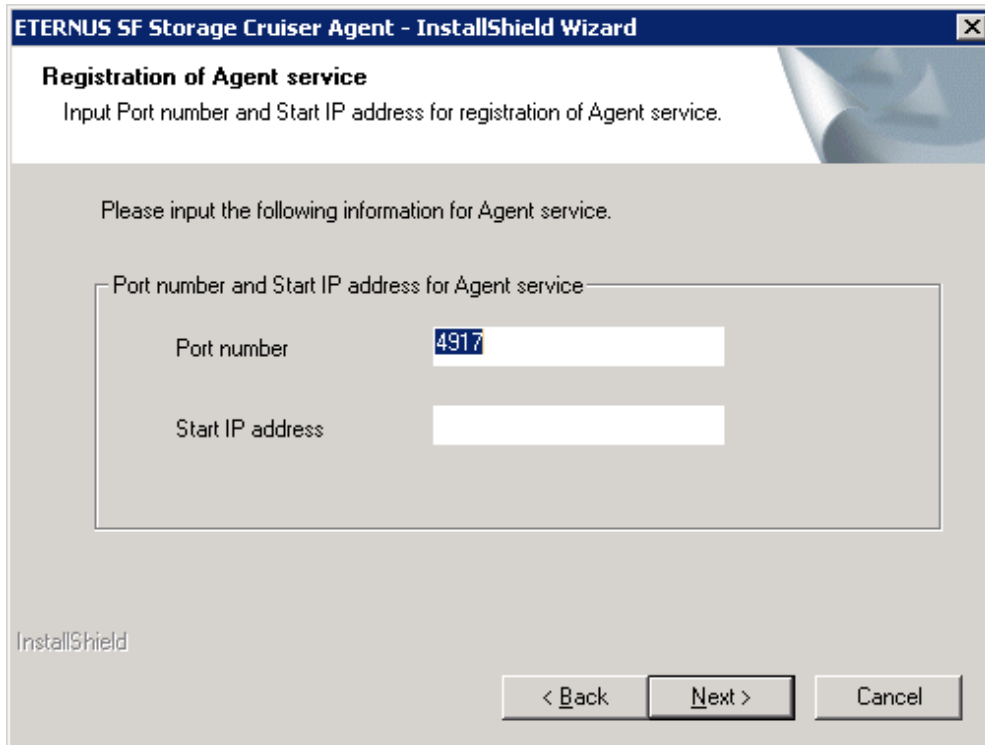 ETERNUS SF Storage Cruiser Agent - InstallShield Wizard
Registration of Agent service
Input Port number and Start IP address for registration of Agent service.
Please input the following information for Agent service.
Port number and Start IP address for Agent service
Port number 4917
Start IP address
InstallShield
< Back Next > Cancel